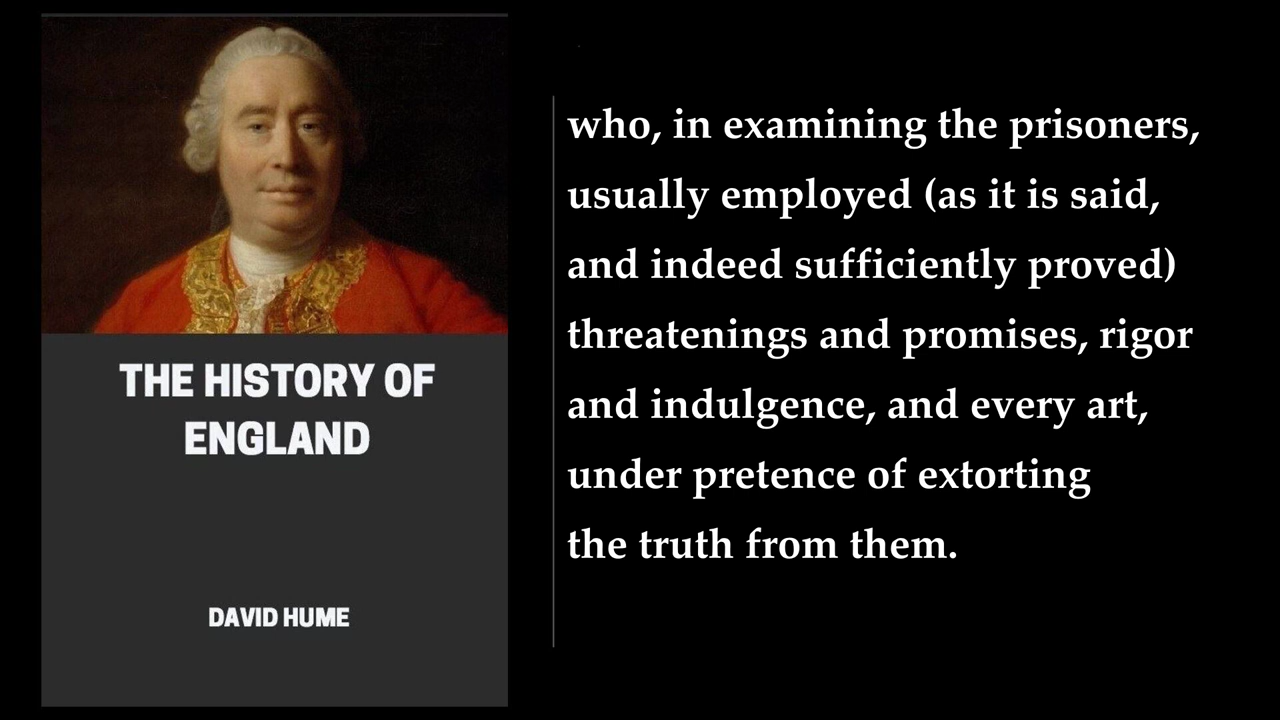 THE HISTORY OF
ENGLAND
DAVID HUME
who, in examining the prisoners,
usually employed (as it is said,
and indeed sufficiently proved)
threatenings and promises, rigor
and indulgence, and every art,
under pretence of extorting
the truth from them.